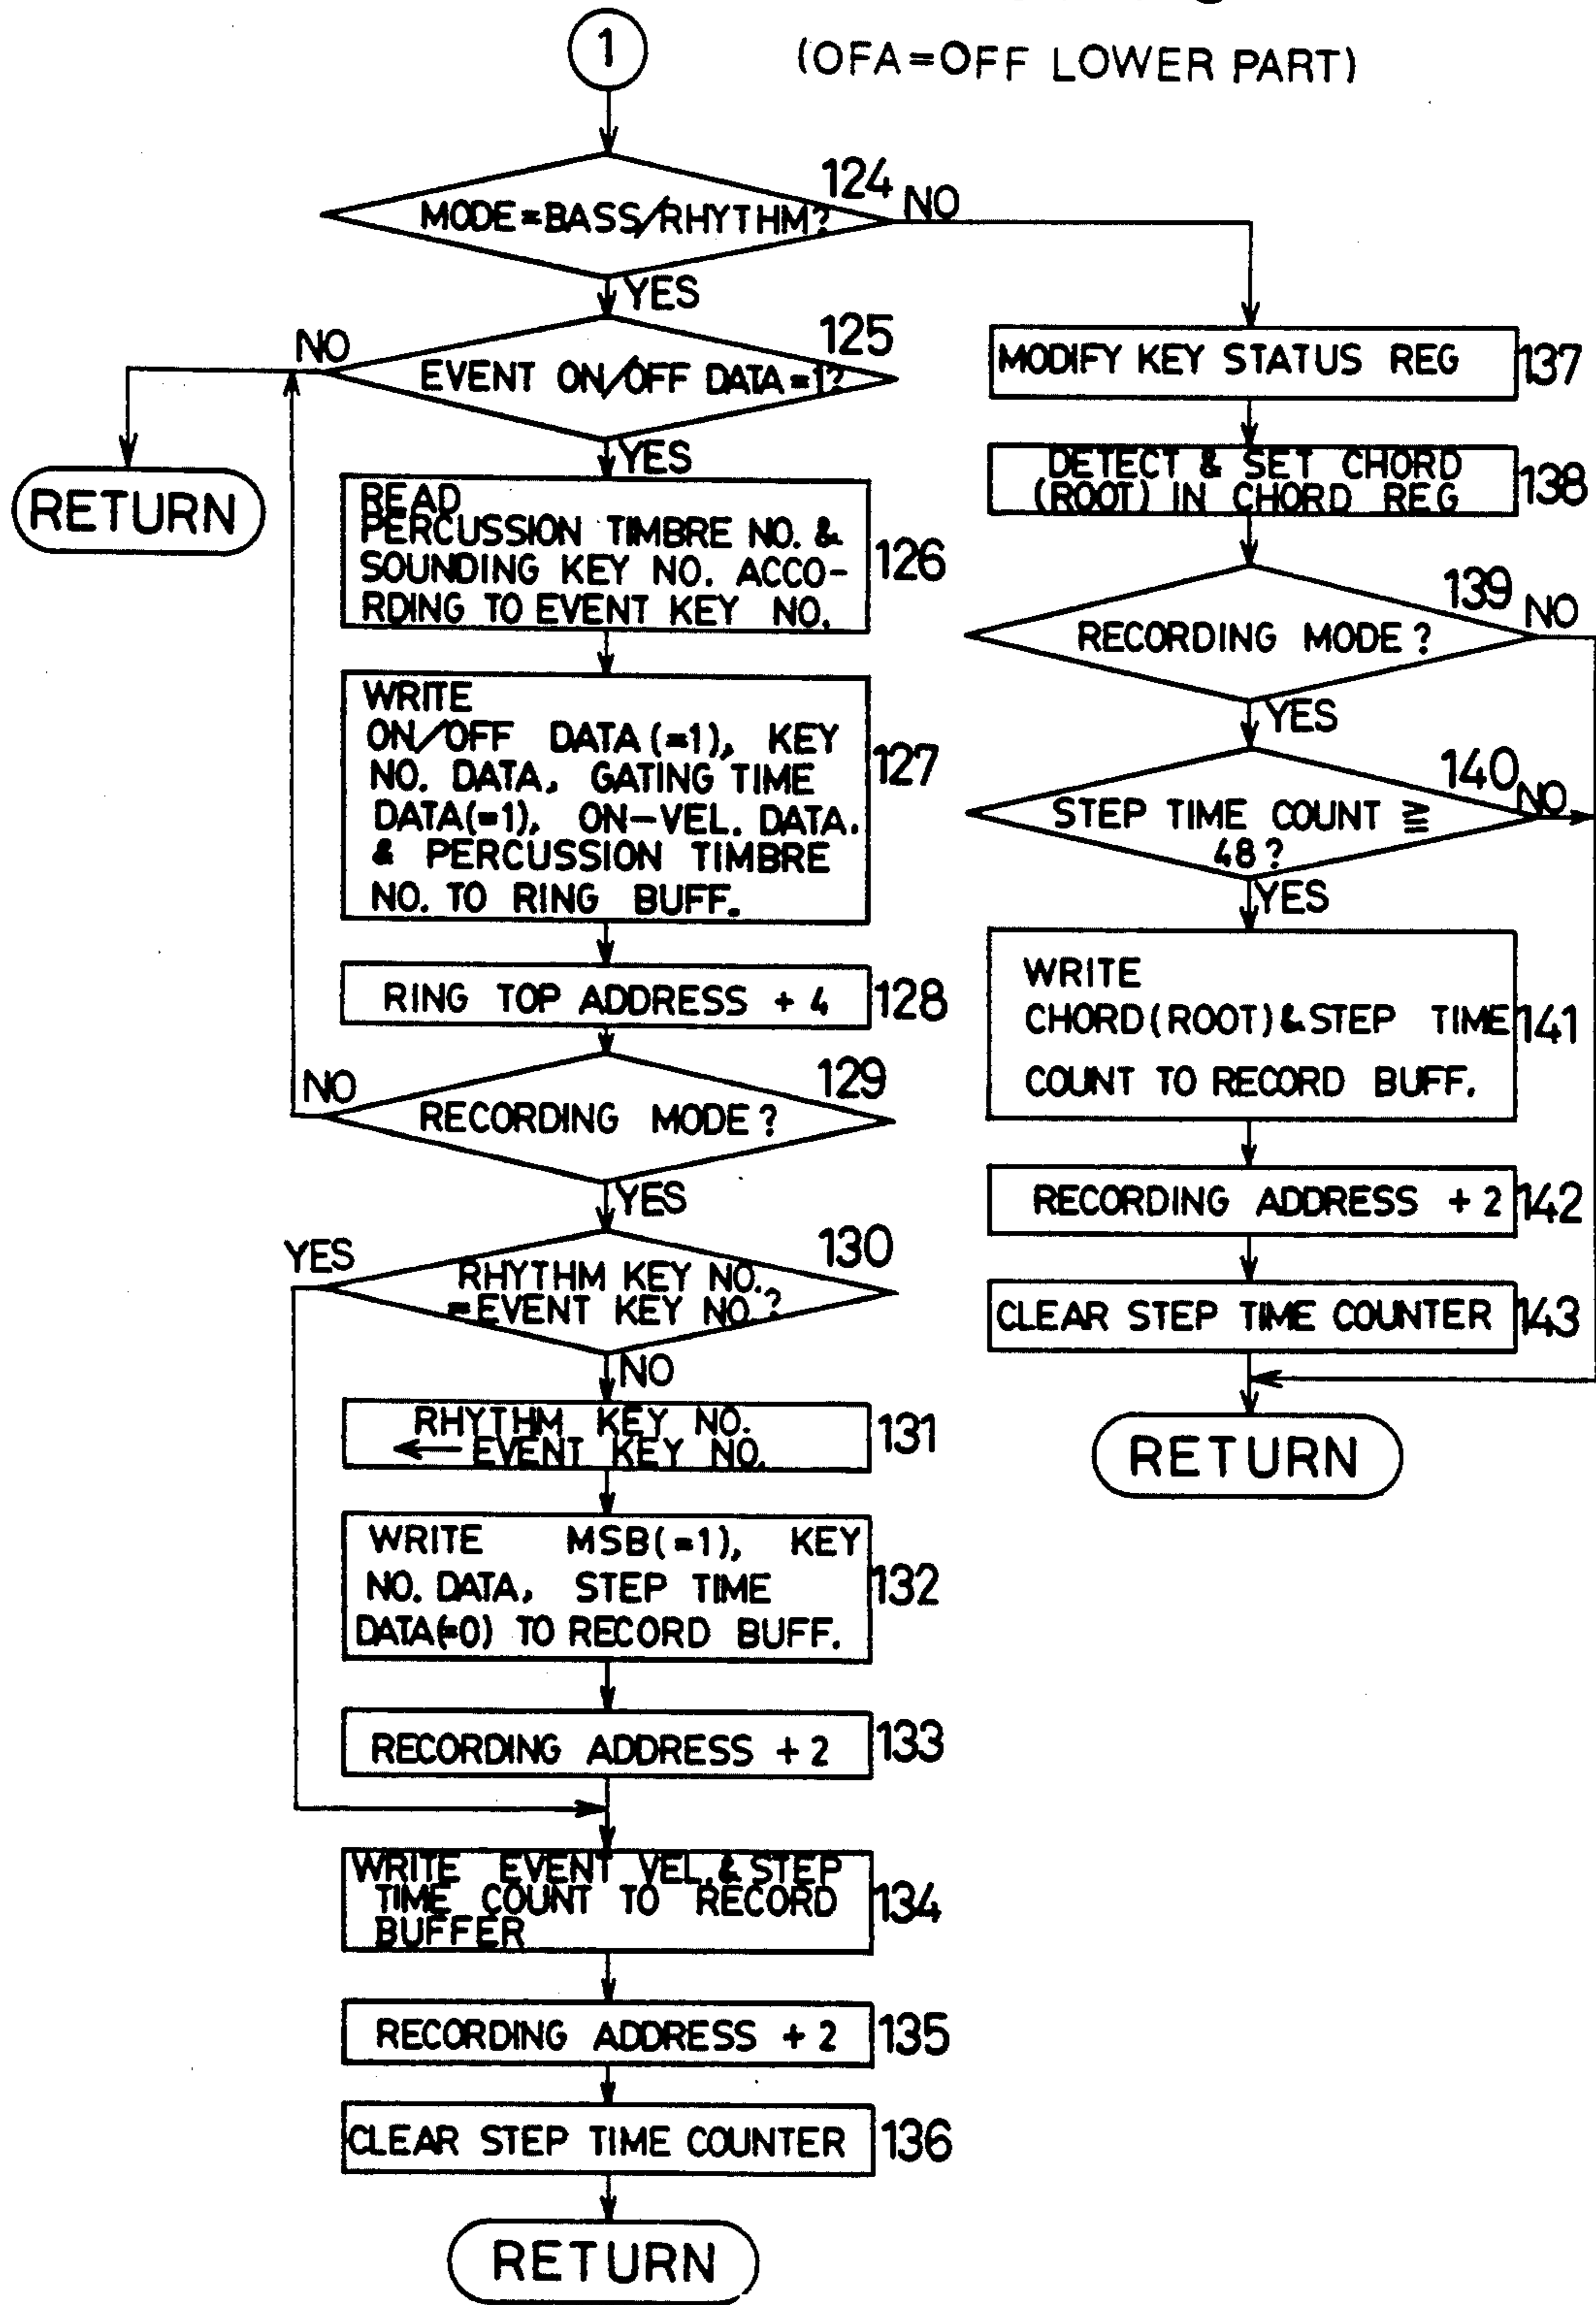 1
(OFA=OFF LOWER PART)
124
MODE=BASS/RHYTHM?
NO
YES
125
NO
EVENT ON/OFF DATA=1?
YES
RETURN
READ
PERCUSSION TIMBRE NO. &
SOUNDING KEY NO. ACCO-
RDING TO EVENT KEY NO.
126
WRITE
ON/OFF DATA(=1), KEY
NO. DATA, GATING TIME
DATA(=1), ON-VEL. DATA.
& PERCUSSION TIMBRE
NO. TO RING BUFF.
127
RING TOP ADDRESS + 4
128
129
NO
RECORDING MODE?
YES
130
YES
RHYTHM KEY NO.
=EVENT KEY NO.?
NO
RHYTHM KEY NO.
← EVENT KEY NO.
131
WRITE MSB(=1), KEY
NO. DATA, STEP TIME
DATA(=0) TO RECORD BUFF.
132
RECORDING ADDRESS + 2
133
WRITE EVENT VEL.& STEP
TIME COUNT TO RECORD
BUFFER
134
RECORDING ADDRESS + 2
135
CLEAR STEP TIME COUNTER
136
RETURN
MODIFY KEY STATUS REG
137
DETECT & SET CHORD
(ROOT) IN CHORD REG
138
139
NO
RECORDING MODE?
YES
140
NO
STEP TIME COUNT ≧
48?
YES
WRITE
CHORD(ROOT)&STEP TIME
COUNT TO RECORD BUFF.
141
RECORDING ADDRESS + 2
142
CLEAR STEP TIME COUNTER
143
RETURN